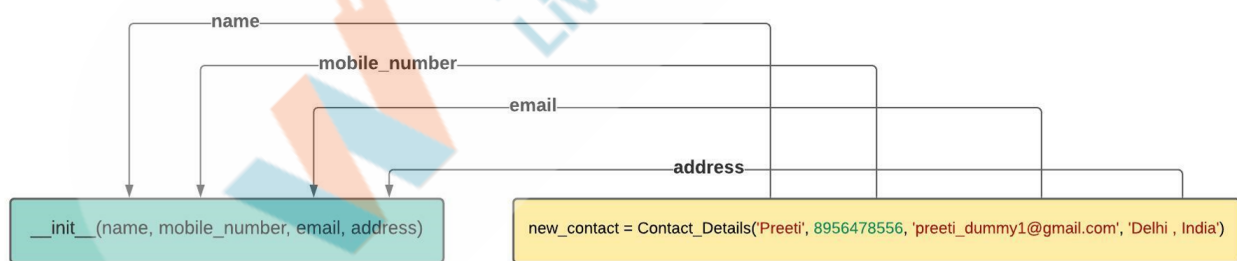 name
mobile_number
email
address
__init__(name, mobile_number, email, address)
new_contact = Contact_Details('Preeti', 8956478556, 'preeti_dummy1@gmail.com', 'Delhi , India')